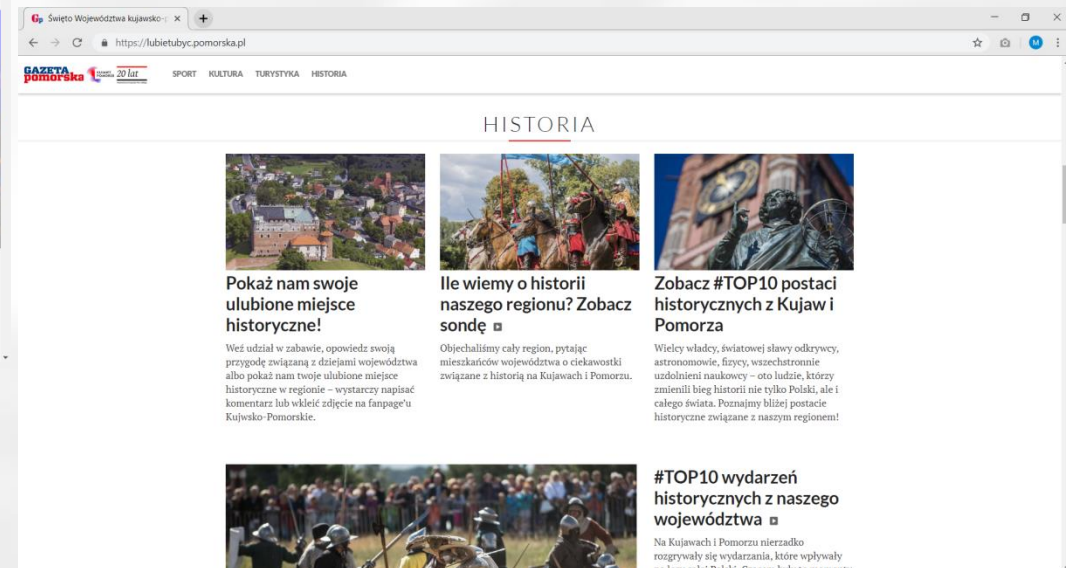 Święto Województwa kujawsko-p
https://lubietubyc.pomorska.pl
M
GAZETA
pomorska
20 lat
SPORT KULTURA TURYSTYKA HISTORIA
HISTORIA
Pokaż nam swoje
ulubione miejsce
historyczne!
Weź udział w zabawie, opowiedz swoją
przygodę związaną z dziejami województwa
albo pokaż nam twoje ulubione miejsce
historyczne w regionie – wystarczy napisać
komentarz lub wkleić zdjęcie na fanpage'u
Kujwsko-Pomorskie.
Ile wiemy o historii
naszego regionu? Zobacz
sondę
Objechaliśmy cały region, pytając
mieszkańców województwa o ciekawostki
związane z historią na Kujawach i Pomorzu.
Zobacz #TOP10 postaci
historycznych z Kujaw i
Pomorza
Wielcy władcy, światowej sławy odkrywcy,
astronomowie, fizycy, wszechstronnie
uzdolnieni naukowcy – oto ludzie, którzy
zmienili bieg historii nie tylko Polski, ale i
całego świata. Poznajmy bliżej postacie
historyczne związane z naszym regionem!
#TOP10 wydarzeń
historycznych z naszego
województwa
Na Kujawach i Pomorzu nierzadko
rozgrywały się wydarzenia, które wpływały